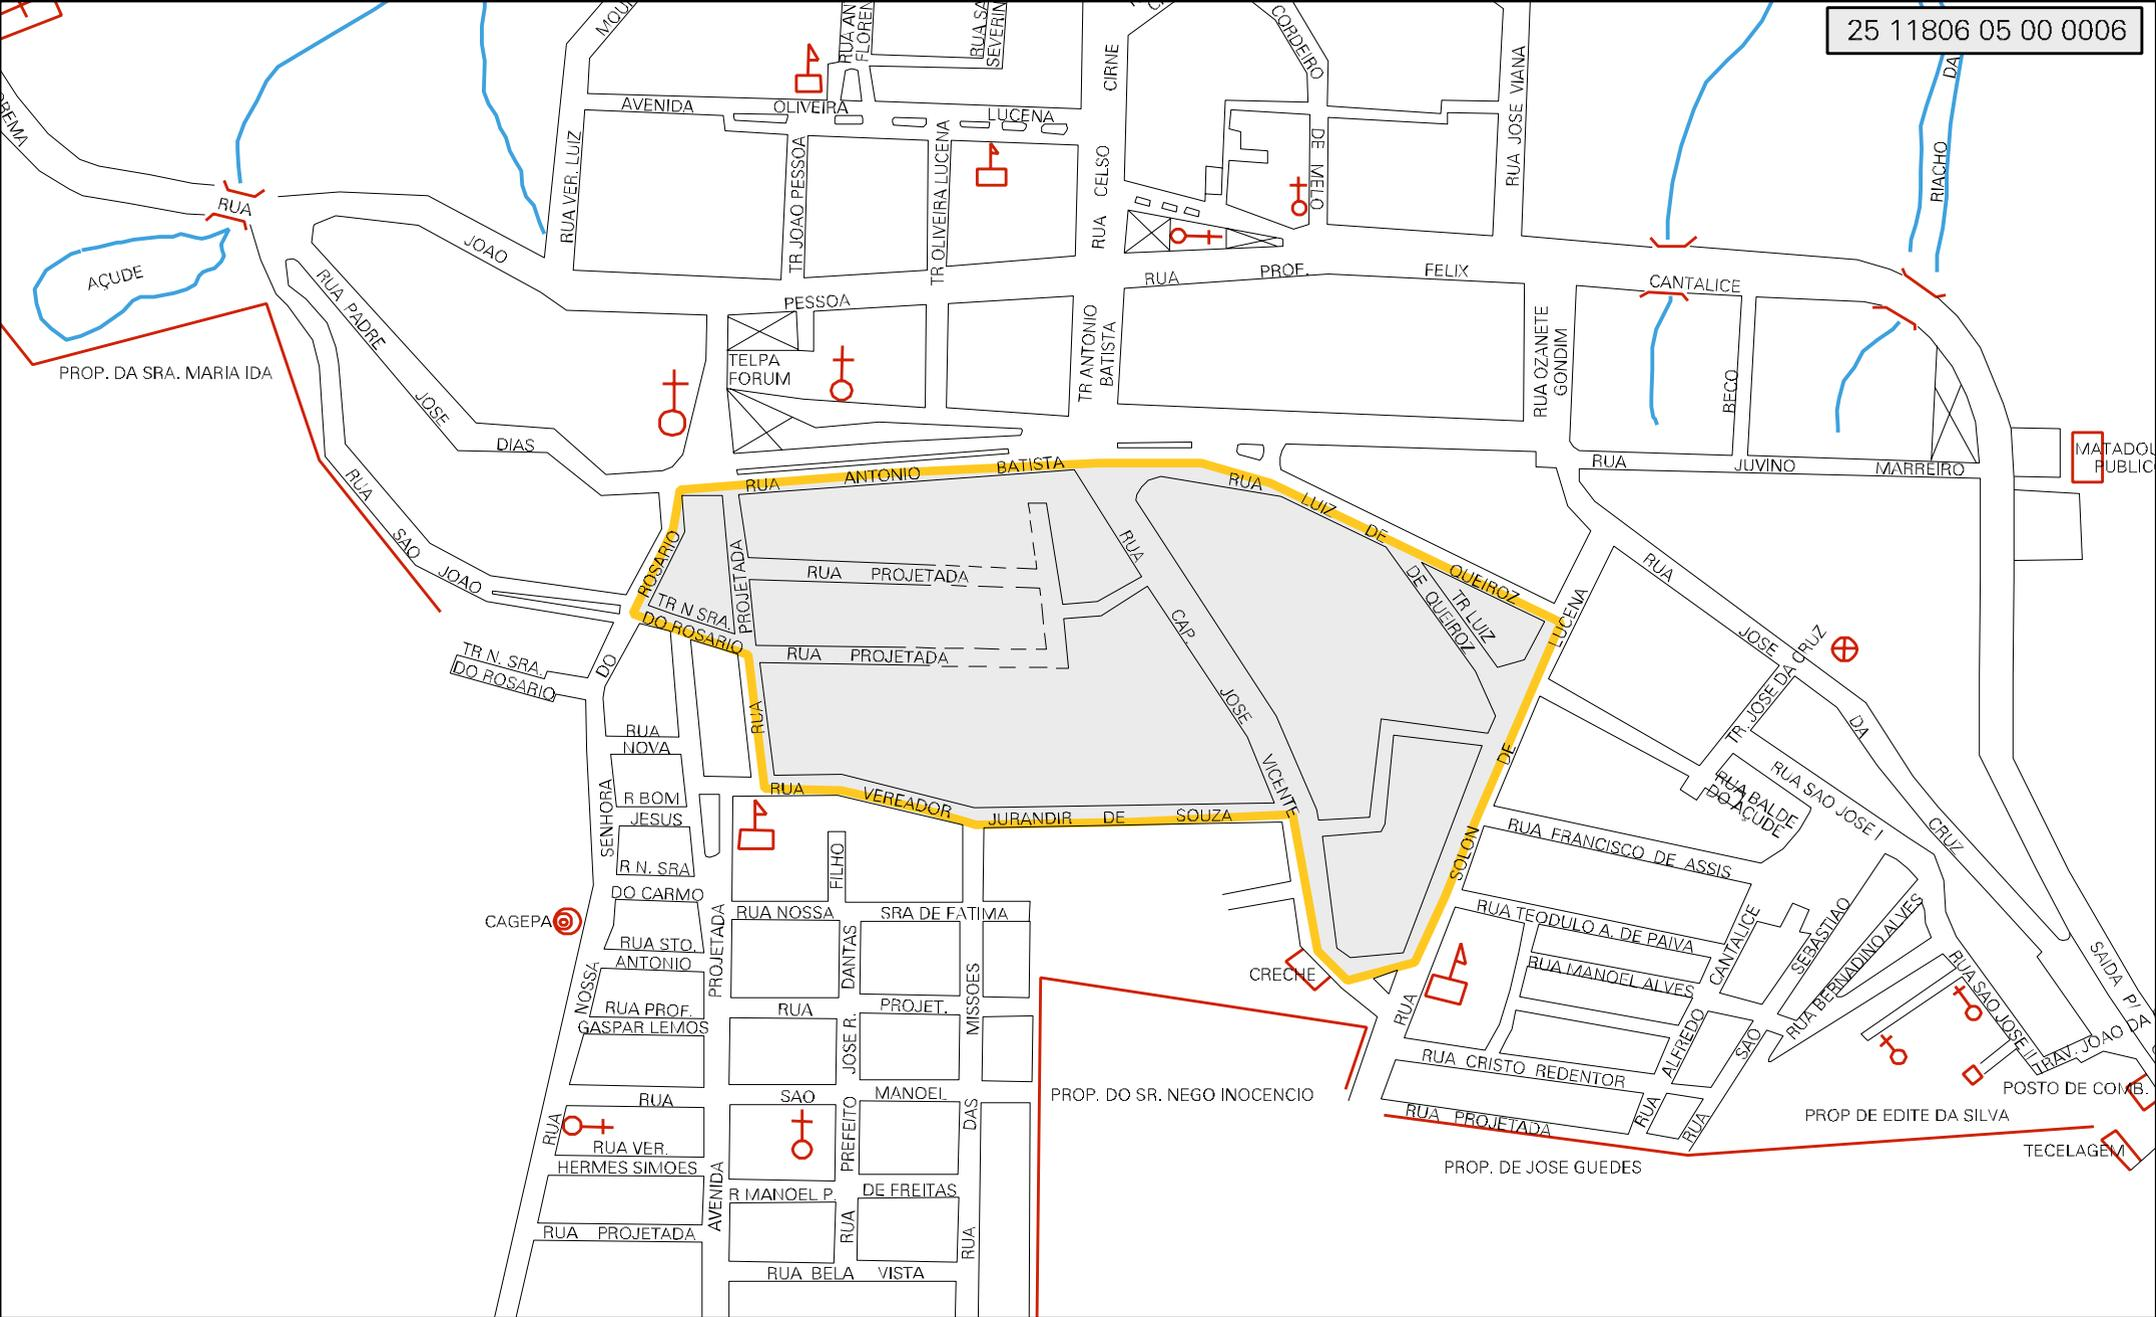 25 11806 05 00 0006
MOU
RUA AN
FLOREN
RUA SA
SEVERIN
CORDEIRO
DE MELO
REMA
AVENIDA OLIVEIRA LUCENA
RUA VER. LUIZ
TR JOAO PESSOA
TR OLIVEIRA LUCENA
RUA CELSO CIRNE
RUA JOSE VIANA
RIACHO DA
RUA JOAO PESSOA
AÇUDE
RUA PROF. FELIX CANTALICE
RUA PADRE JOSE DIAS
PROP. DA SRA. MARIA IDA
TELPA
FORUM
TR ANTONIO
BATISTA
RUA OZANETE
GONDIM
BECO
RUA JUVINO MARREIRO
MATADOU
PUBLIC
RUA SAO JOAO
RUA ANTONIO BATISTA
RUA LUIZ DE QUEIROZ
ROSARIO
PROJETADA
RUA PROJETADA
RUA PROJETADA
TR N SRA.
DO ROSARIO
RUA
TR N. SRA.
DO ROSARIO
DO
RUA CAP. JOSE VICENTE
TR LUIZ
DE QUEIROZ
LUCENA
DE
SOLON
RUA
RUA JOSE DA CRUZ
TR. JOSE DA CRUZ
RUA SAO JOSE I
RUA BALDE
DO AÇUDE
RUA VEREADOR JURANDIR DE SOUZA
RUA
NOVA
R BOM
JESUS
R N. SRA
DO CARMO
RUA STO.
ANTONIO
RUA PROF.
GASPAR LEMOS
SENHORA
NOSSA
RUA
CAGEPA
PROJETADA
AVENIDA
FILHO
DANTAS
JOSE R.
PREFEITO
RUA
MISSOES
DAS
RUA
RUA NOSSA SRA DE FATIMA
RUA PROJET.
RUA SAO MANOEL
RUA VER.
HERMES SIMOES
R MANOEL P. DE FREITAS
RUA PROJETADA
RUA BELA VISTA
CRECHE
PROP. DO SR. NEGO INOCENCIO
RUA FRANCISCO DE ASSIS
RUA TEODULO A. DE PAIVA
RUA MANOEL ALVES
RUA CRISTO REDENTOR
RUA PROJETADA
RUA ALFREDO CANTALICE
RUA SAO SEBASTIAO
RUA BERNADINO ALVES
RUA SAO JOSE II
SAIDA P/
TRAV. JOAO DA
POSTO DE COMB.
PROP DE EDITE DA SILVA
TECELAGEM
PROP. DE JOSE GUEDES